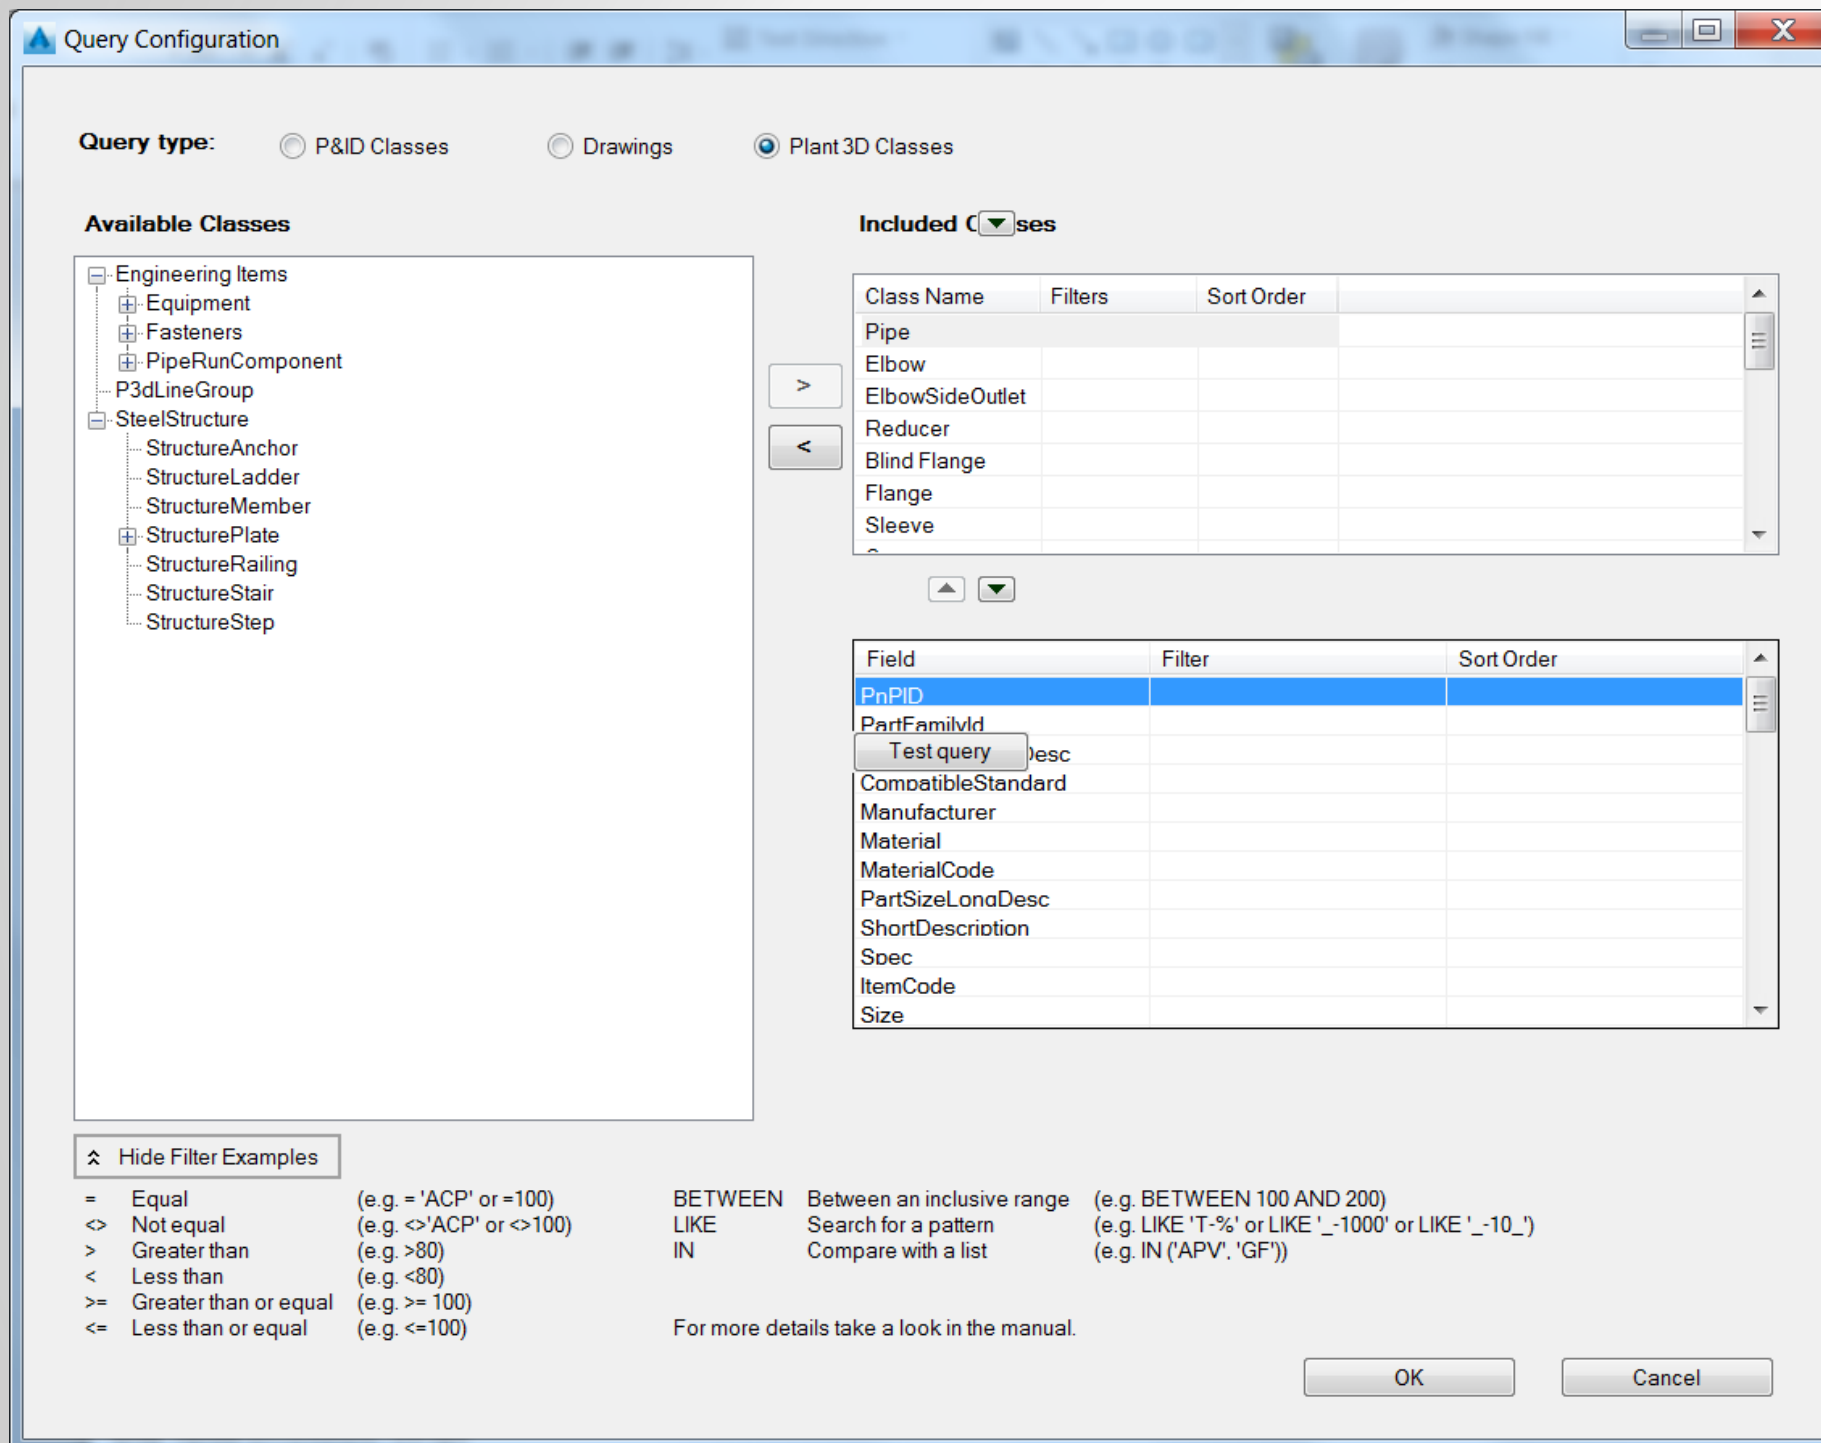 Query Configuration
Query type:
P&ID Classes
Drawings
Plant 3D Classes
Available Classes
Included C ses
Engineering Items
Equipment
Fasteners
PipeRunComponent
P3dLineGroup
SteelStructure
StructureAnchor
StructureLadder
StructureMember
StructurePlate
StructureRailing
StructureStair
StructureStep
>
<
Class Name Filters Sort Order
Pipe
Elbow
ElbowSideOutlet
Reducer
Blind Flange
Flange
Sleeve
Field Filter Sort Order
PnPID
PartFamilyId
Test query Desc
CompatibleStandard
Manufacturer
Material
MaterialCode
PartSizeLongDesc
ShortDescription
Spec
ItemCode
Size
Hide Filter Examples
= Equal (e.g. = 'ACP' or =100) BETWEEN Between an inclusive range (e.g. BETWEEN 100 AND 200)
<> Not equal (e.g. <>'ACP' or <>100) LIKE Search for a pattern (e.g. LIKE 'T-%' or LIKE '_-1000' or LIKE '_-10_')
> Greater than (e.g. >80) IN Compare with a list (e.g. IN ('APV', 'GF'))
< Less than (e.g. <80)
>= Greater than or equal (e.g. >= 100)
<= Less than or equal (e.g. <=100) For more details take a look in the manual.
OK Cancel